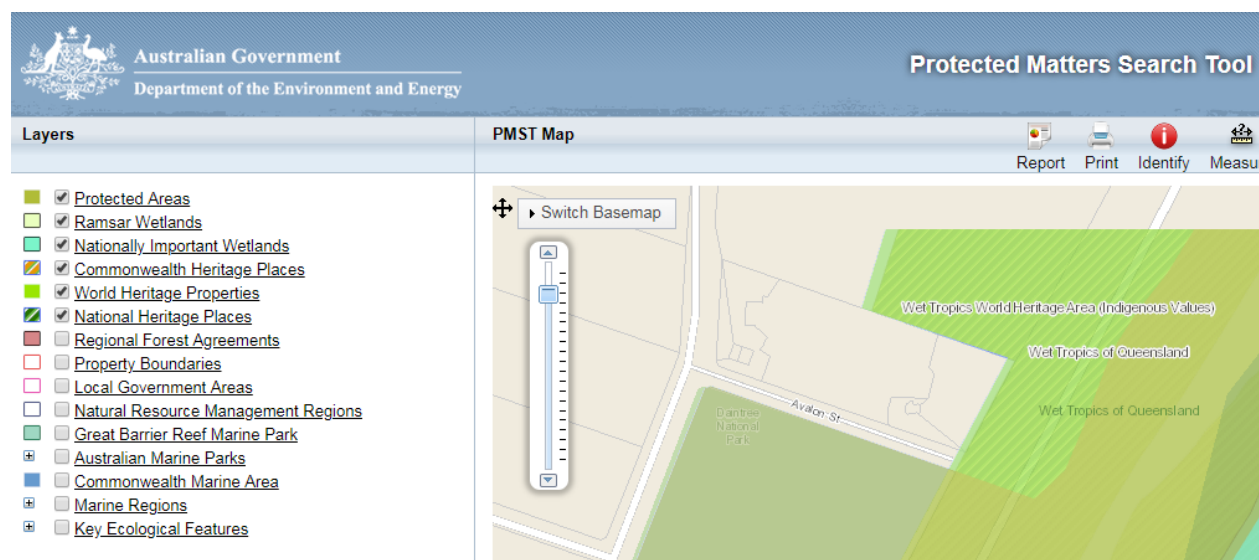 Australian Government
Department of the Environment and Energy
Protected Matters Search Tool
Layers
PMST Map
Report Print Identify Measu
Protected Areas
Ramsar Wetlands
Nationally Important Wetlands
Commonwealth Heritage Places
World Heritage Properties
National Heritage Places
Regional Forest Agreements
Property Boundaries
Local Government Areas
Natural Resource Management Regions
Great Barrier Reef Marine Park
Australian Marine Parks
Commonwealth Marine Area
Marine Regions
Key Ecological Features
Switch Basemap
Wet Tropics World Heritage Area (Indigenous Values)
Wet Tropics of Queensland
Wet Tropics of Queensland
Avalon St
Daintree
National
Park